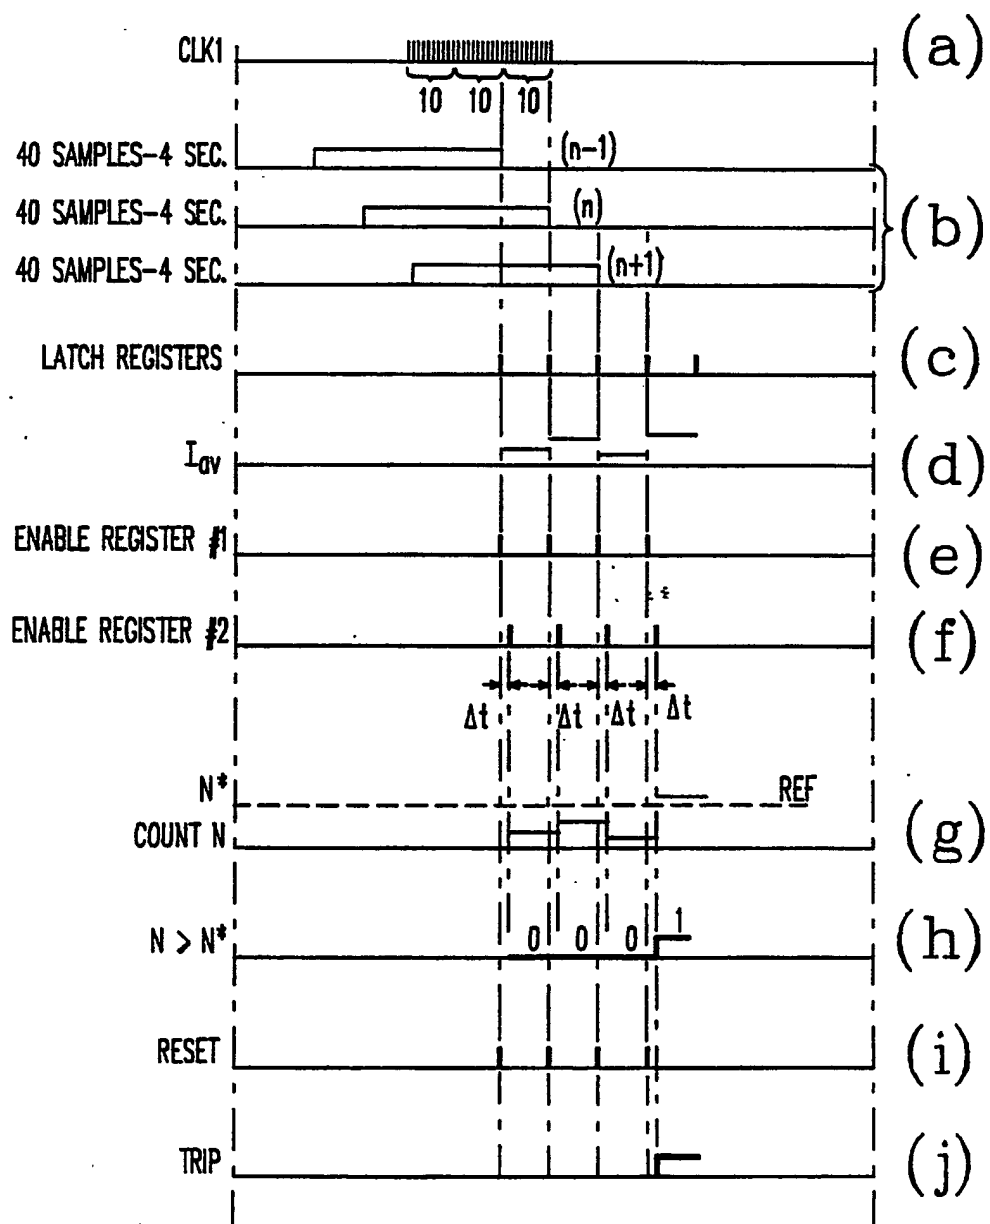 CLK1
(a)
10 10 10
40 SAMPLES-4 SEC. (n-1)
40 SAMPLES-4 SEC. (n)
(b)
40 SAMPLES-4 SEC. (n+1)
LATCH REGISTERS
(c)
Iav
(d)
ENABLE REGISTER #1
(e)
ENABLE REGISTER #2
(f)
Δt Δt Δt Δt
N* REF
COUNT N
(g)
N > N* 0 0 0 1
(h)
RESET
(i)
TRIP
(j)